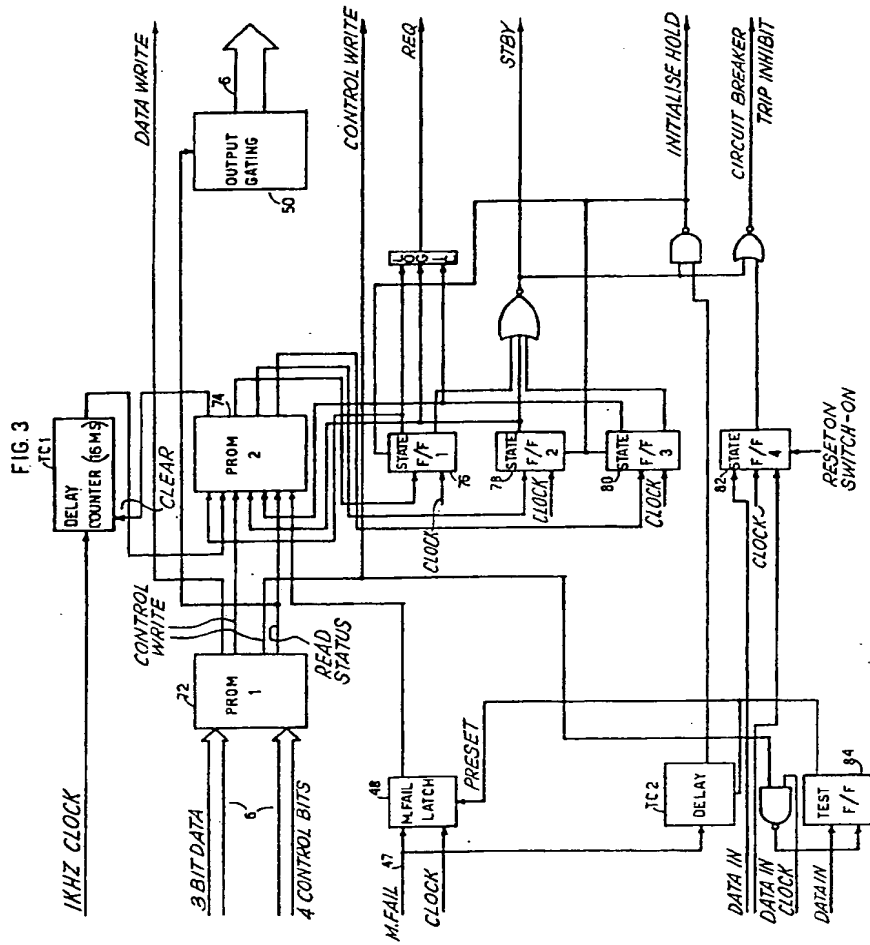 FIG. 3
1KHZ CLOCK
DELAY
COUNTER (16MS)
TC1
CLEAR
DATA WRITE
3 BIT DATA
6
4 CONTROL BITS
72
PROM
1
CONTROL
WRITE
READ
STATUS
74
PROM
2
OUTPUT
GATING
50
6
CONTROL WRITE
M.FAIL
47
CLOCK
48
M.FAIL
LATCH
PRESET
STATE
F/F
1
76
CLOCK
LOGIC
REQ
78
STATE
F/F
2
CLOCK
STBY
80
STATE
F/F
3
CLOCK
TC2
DELAY
INITIALISE HOLD
82
STATE
F/F
4
CLOCK
RESET ON
SWITCH-ON
CIRCUIT BREAKER
TRIP INHIBIT
DATA IN
DATA IN
CLOCK
DATA IN
TEST
F/F
84